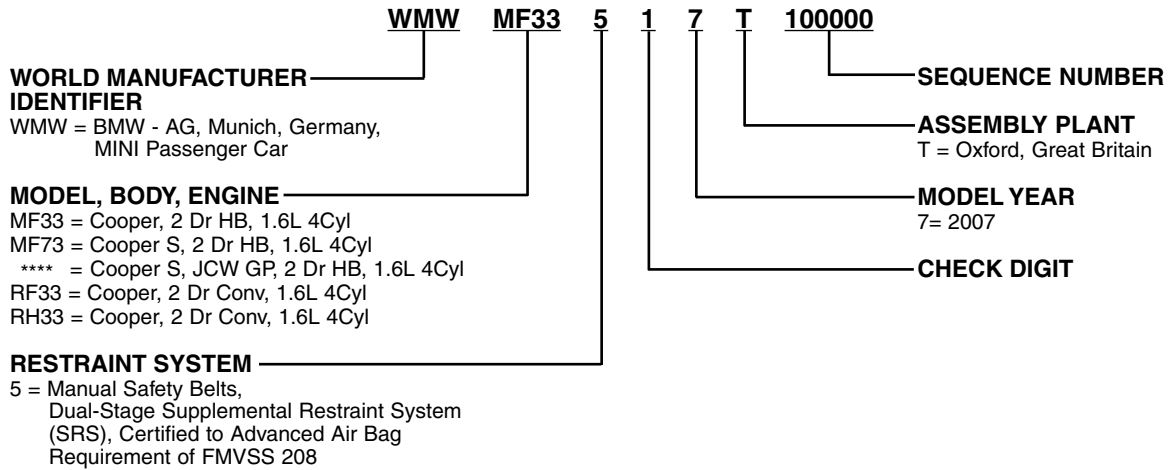 WMW MF33 5 1 7 T 100000
WORLD MANUFACTURER
IDENTIFIER
WMW = BMW - AG, Munich, Germany,
MINI Passenger Car
MODEL, BODY, ENGINE
MF33 = Cooper, 2 Dr HB, 1.6L 4Cyl
MF73 = Cooper S, 2 Dr HB, 1.6L 4Cyl
**** = Cooper S, JCW GP, 2 Dr HB, 1.6L 4Cyl
RF33 = Cooper, 2 Dr Conv, 1.6L 4Cyl
RH33 = Cooper, 2 Dr Conv, 1.6L 4Cyl
RESTRAINT SYSTEM
5 = Manual Safety Belts,
Dual-Stage Supplemental Restraint System
(SRS), Certified to Advanced Air Bag
Requirement of FMVSS 208
SEQUENCE NUMBER
ASSEMBLY PLANT
T = Oxford, Great Britain
MODEL YEAR
7= 2007
CHECK DIGIT